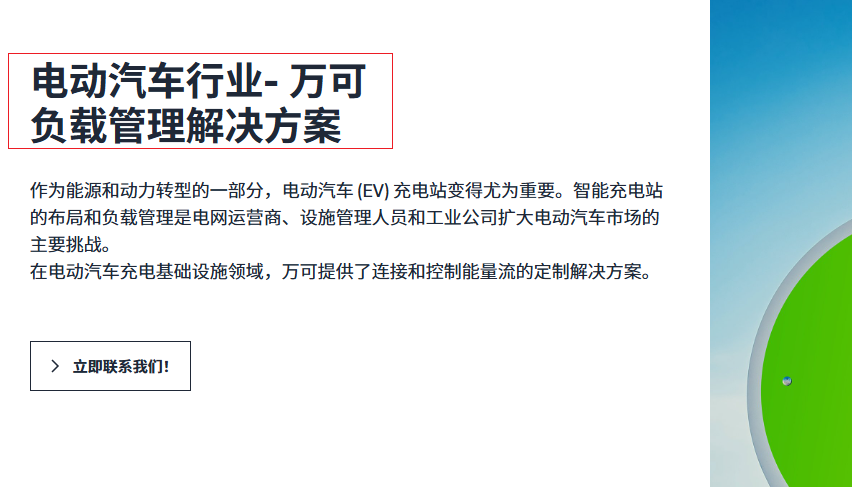 电动汽车行业- 万可
负载管理解决方案
作为能源和动力转型的一部分，电动汽车 (EV) 充电站变得尤为重要。智能充电站
的布局和负载管理是电网运营商、设施管理人员和工业公司扩大电动汽车市场的
主要挑战。
在电动汽车充电基础设施领域，万可提供了连接和控制能量流的定制解决方案。
立即联系我们！